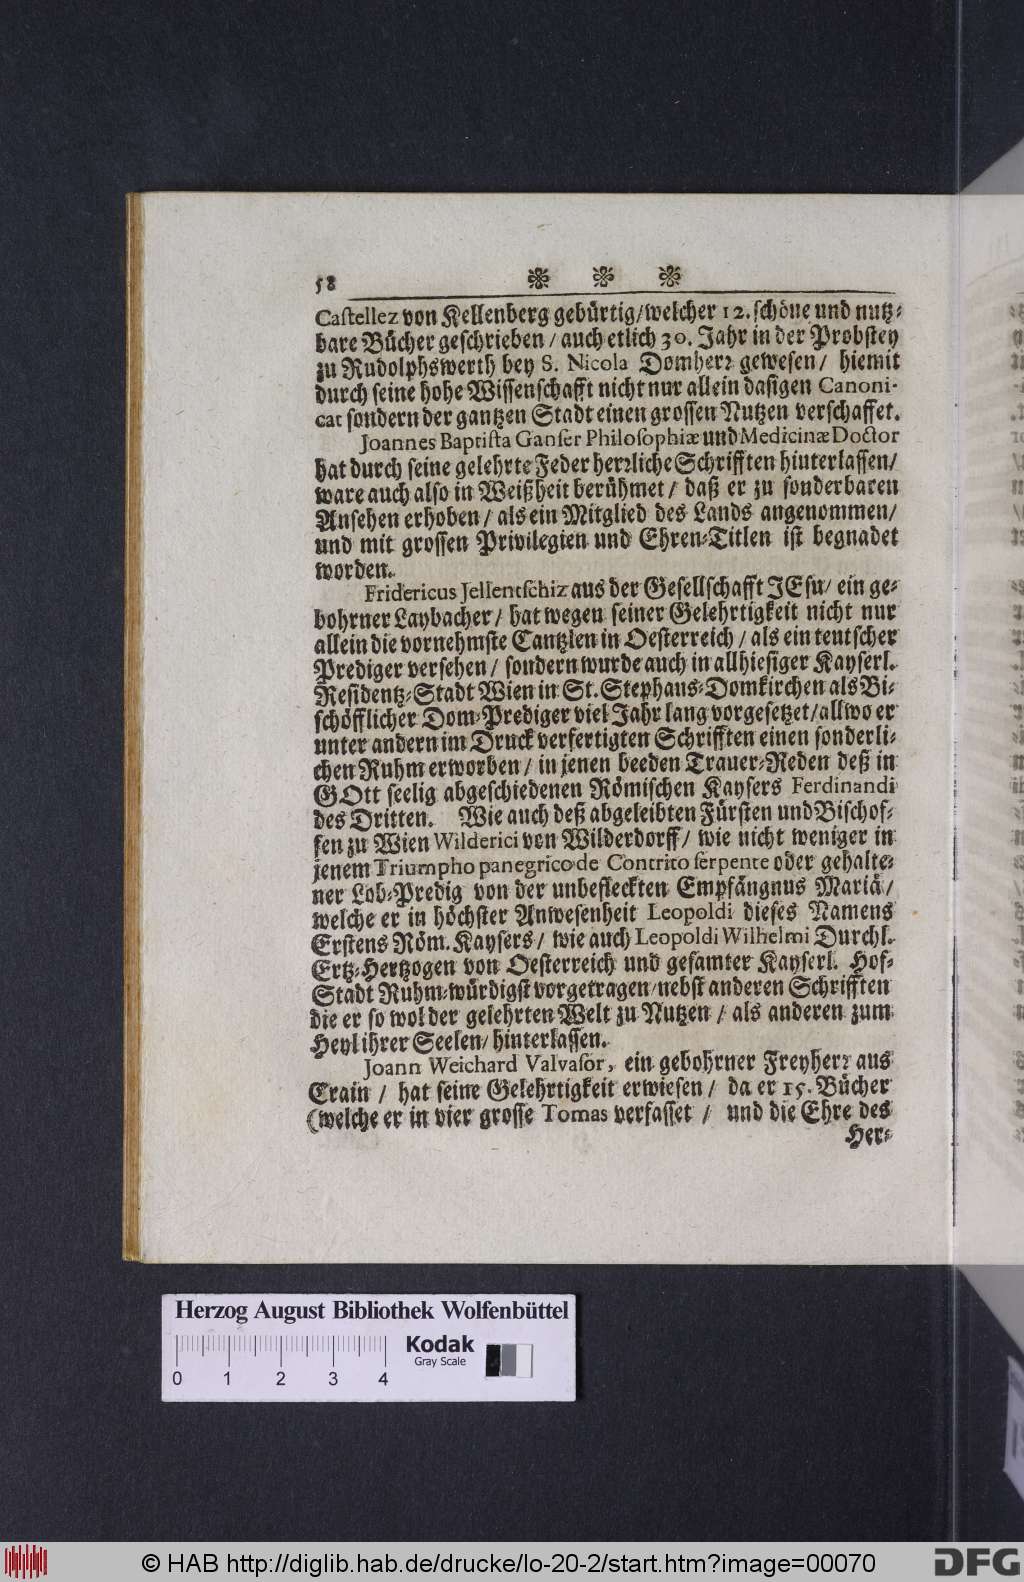 58
Castellez von Kellenberg gebürtig/welcher 12. schöne und nutz-
bare Bücher geschrieben / auch etlich 30. Jahr in der Probstey
zu Rudolphswerth bey S. Nicola Domherr gewesen / hiemit
durch seine hohe Wissenschafft nicht nur allein dasigen Canoni-
cat sondern der gantzen Stadt einen grossen Nutzen verschaffet.
Joannes Baptista Ganser Philosophiæ und Medicinæ Doctor
hat durch seine gelehrte Feder herrliche Schrifften hinterlassen/
ware auch also in Weißheit berühmet / daß er zu sonderbaren
Ansehen erhoben / als ein Mitglied des Lands angenommen/
und mit grossen Privilegien und Ehren-Titlen ist begnadet
worden.
Fridericus Jellentschiz aus der Gesellschafft JEsu/ ein ge-
bohrner Laybacher / hat wegen seiner Gelehrtigkeit nicht nur
allein die vornehmste Cantzlen in Oesterreich / als ein teutscher
Prediger versehen / sondern wurde auch in allhiesiger Kayserl.
Residentz-Stadt Wien in St. Stephans-Domkirchen als Bi-
schöfflicher Dom-Prediger viel Jahr lang vorgesetzet/allwo er
unter andern im Druck verfertigten Schrifften einen sonderli-
chen Ruhm erworben / in jenen beeden Trauer-Reden deß in
GOtt seelig abgeschiedenen Römischen Kaysers Ferdinandi
des Dritten. Wie auch deß abgeleibten Fürsten und Bischof-
fen zu Wien Wilderici von Wilderdorff/ wie nicht weniger in
jenem Triumpho panegrico de Contrito serpente oder gehalte-
ner Lob-Predig von der unbefleckten Empfängnus Mariä/
welche er in höchster Anwesenheit Leopoldi dieses Namens
Erstens Röm. Kaysers / wie auch Leopoldi Wilhelmi Durchl.
Ertz-Hertzogen von Oesterreich und gesamter Kayserl. Hof-
Stadt Ruhm-würdigst vorgetragen/nebst anderen Schrifften
die er so wol der gelehrten Welt zu Nutzen / als anderen zum
Heyl ihrer Seelen/ hinterlassen.
Joann Weichard Valvasor, ein gebohrner Freyherr aus
Crain / hat seine Gelehrtigkeit erwiesen / da er 15. Bücher
(welche er in vier grosse Tomas verfasset / und die Ehre des
Her-
Herzog August Bibliothek Wolfenbüttel
Kodak
Gray Scale
0 1 2 3 4
© HAB http://diglib.hab.de/drucke/lo-20-2/start.htm?image=00070
DFG